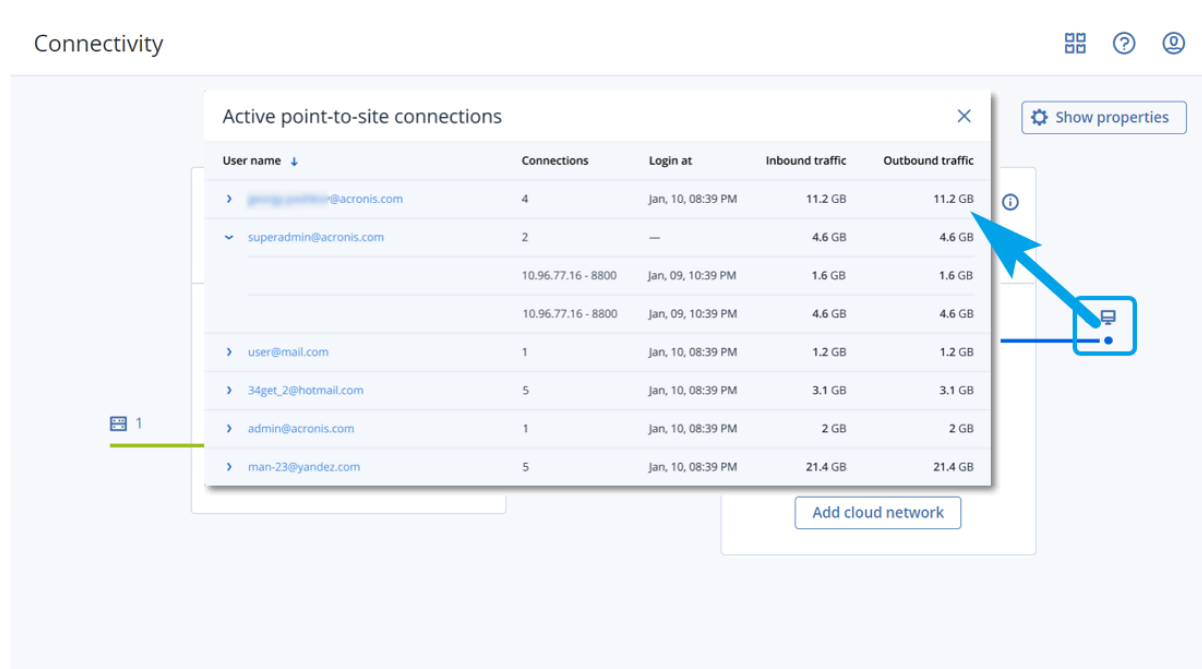 Connectivity
Show properties
Active point-to-site connections
User name Connections Login at Inbound traffic Outbound traffic
@acronis.com 4 Jan, 10, 08:39 PM 11.2 GB 11.2 GB
superadmin@acronis.com 2 — 4.6 GB 4.6 GB
10.96.77.16 - 8800 Jan, 09, 10:39 PM 1.6 GB 1.6 GB
10.96.77.16 - 8800 Jan, 09, 10:39 PM 4.6 GB 4.6 GB
user@mail.com 1 Jan, 10, 08:39 PM 1.2 GB 1.2 GB
34get_2@hotmail.com 5 Jan, 10, 08:39 PM 3.1 GB 3.1 GB
1
admin@acronis.com 1 Jan, 10, 08:39 PM 2 GB 2 GB
man-23@yandez.com 5 Jan, 10, 08:39 PM 21.4 GB 21.4 GB
Add cloud network